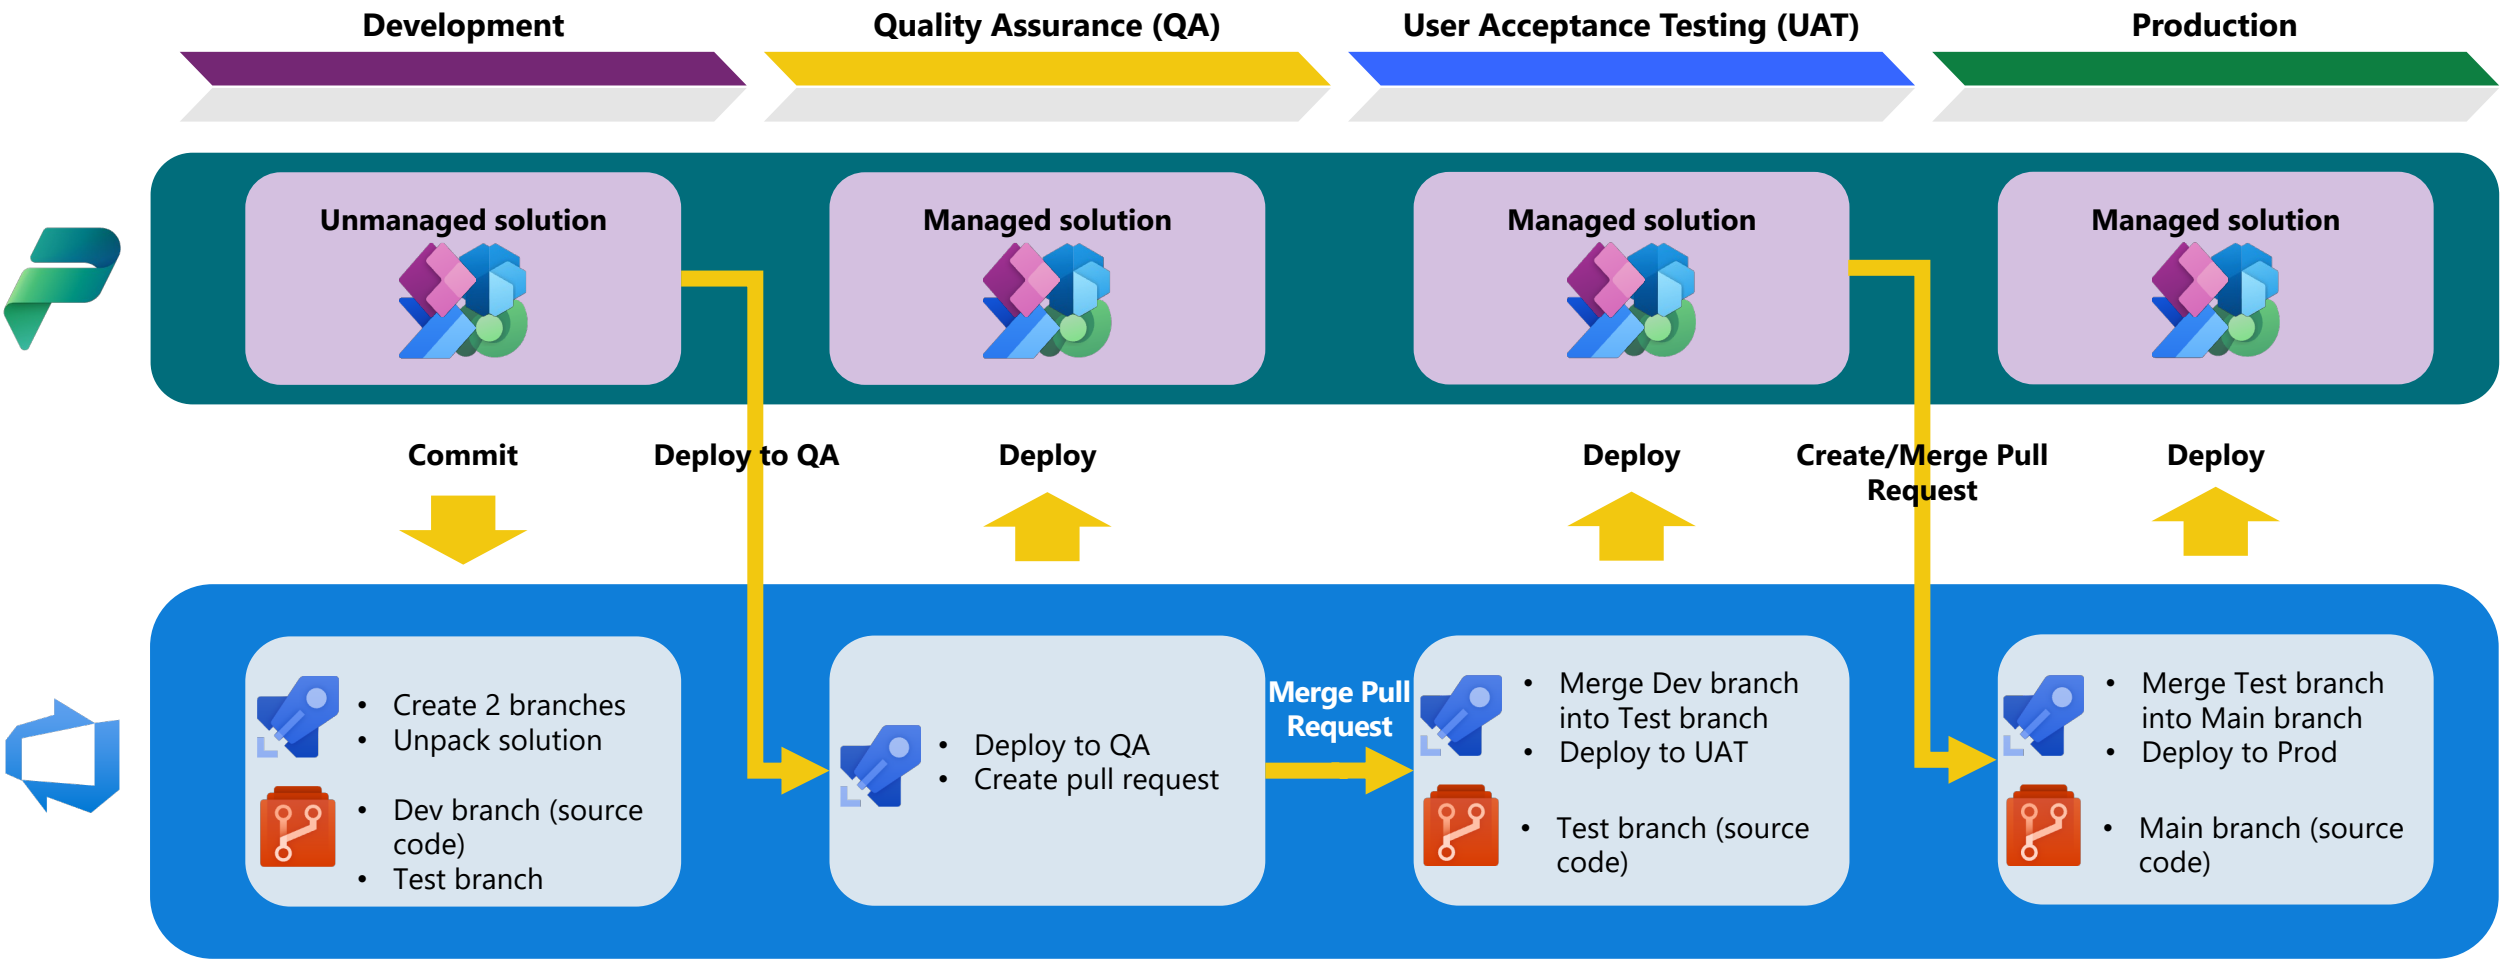 Development
Quality Assurance (QA)
User Acceptance Testing (UAT)
Production
Unmanaged solution
Managed solution
Managed solution
Managed solution
Commit
Deploy to QA
Deploy
Deploy
Create/Merge Pull
Request
Deploy
• Create 2 branches
• Unpack solution
• Dev branch (source
code)
• Test branch
• Deploy to QA
• Create pull request
Merge Pull
Request
• Merge Dev branch
into Test branch
• Deploy to UAT
• Test branch (source
code)
• Merge Test branch
into Main branch
• Deploy to Prod
• Main branch (source
code)